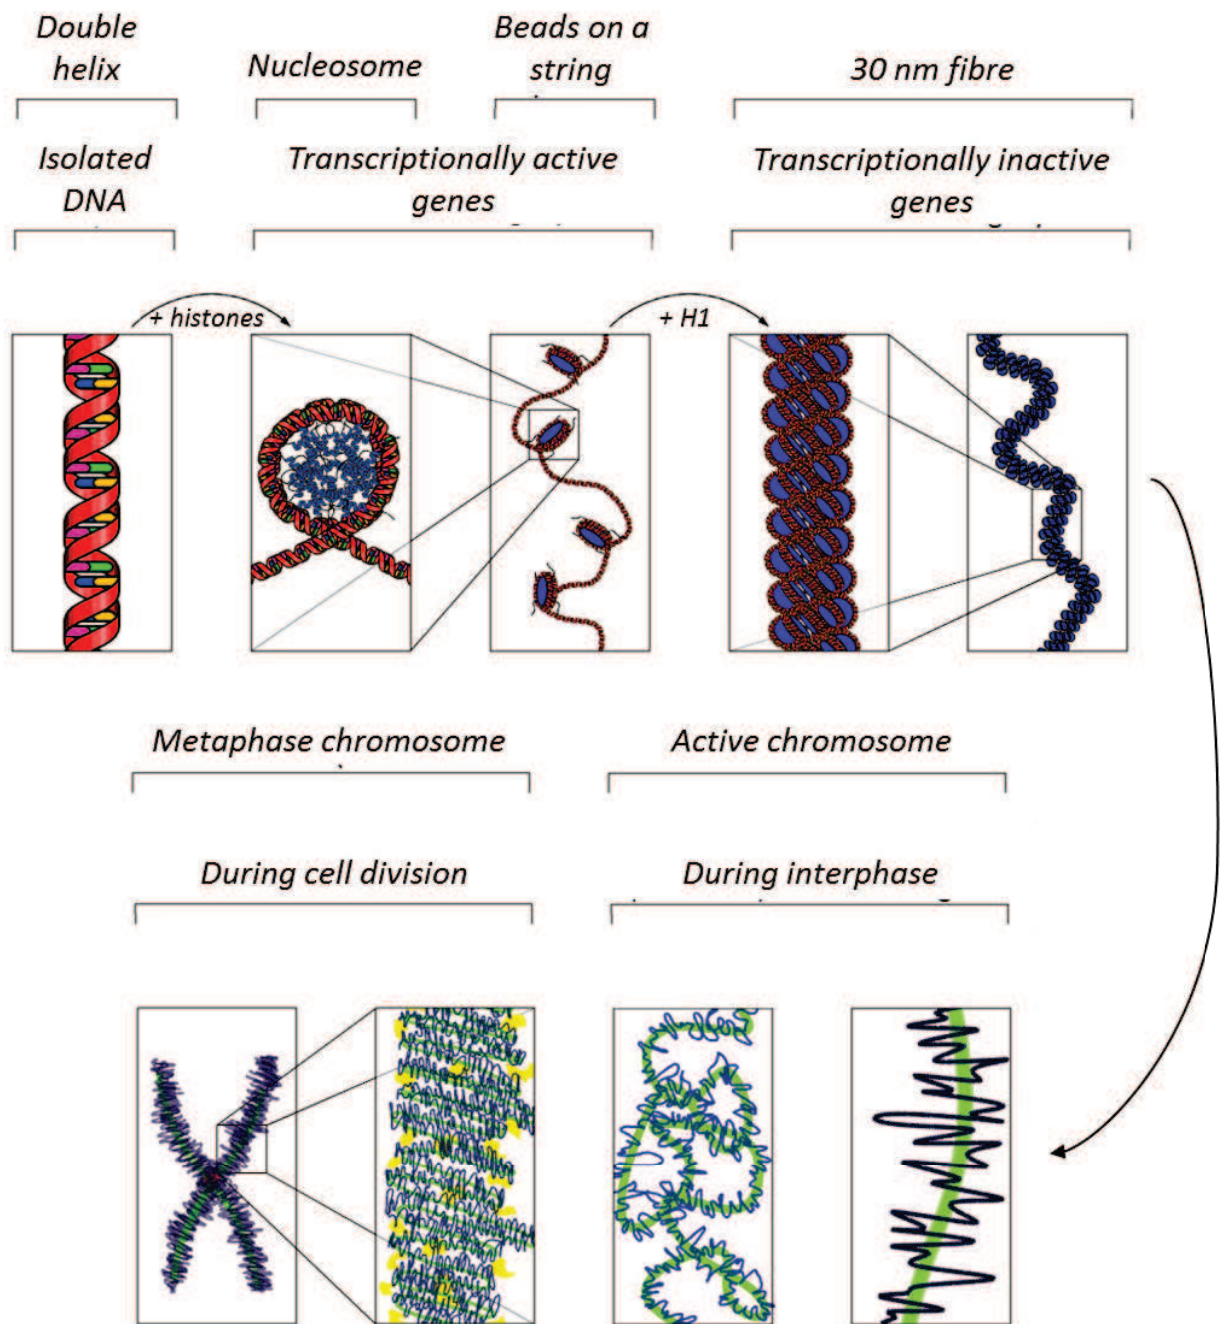 Double
helix
Nucleosome
Beads on a
string
30 nm fibre
Isolated
DNA
Transcriptionally active
genes
Transcriptionally inactive
genes
+ histones
+ H1
Metaphase chromosome
Active chromosome
During cell division
During interphase